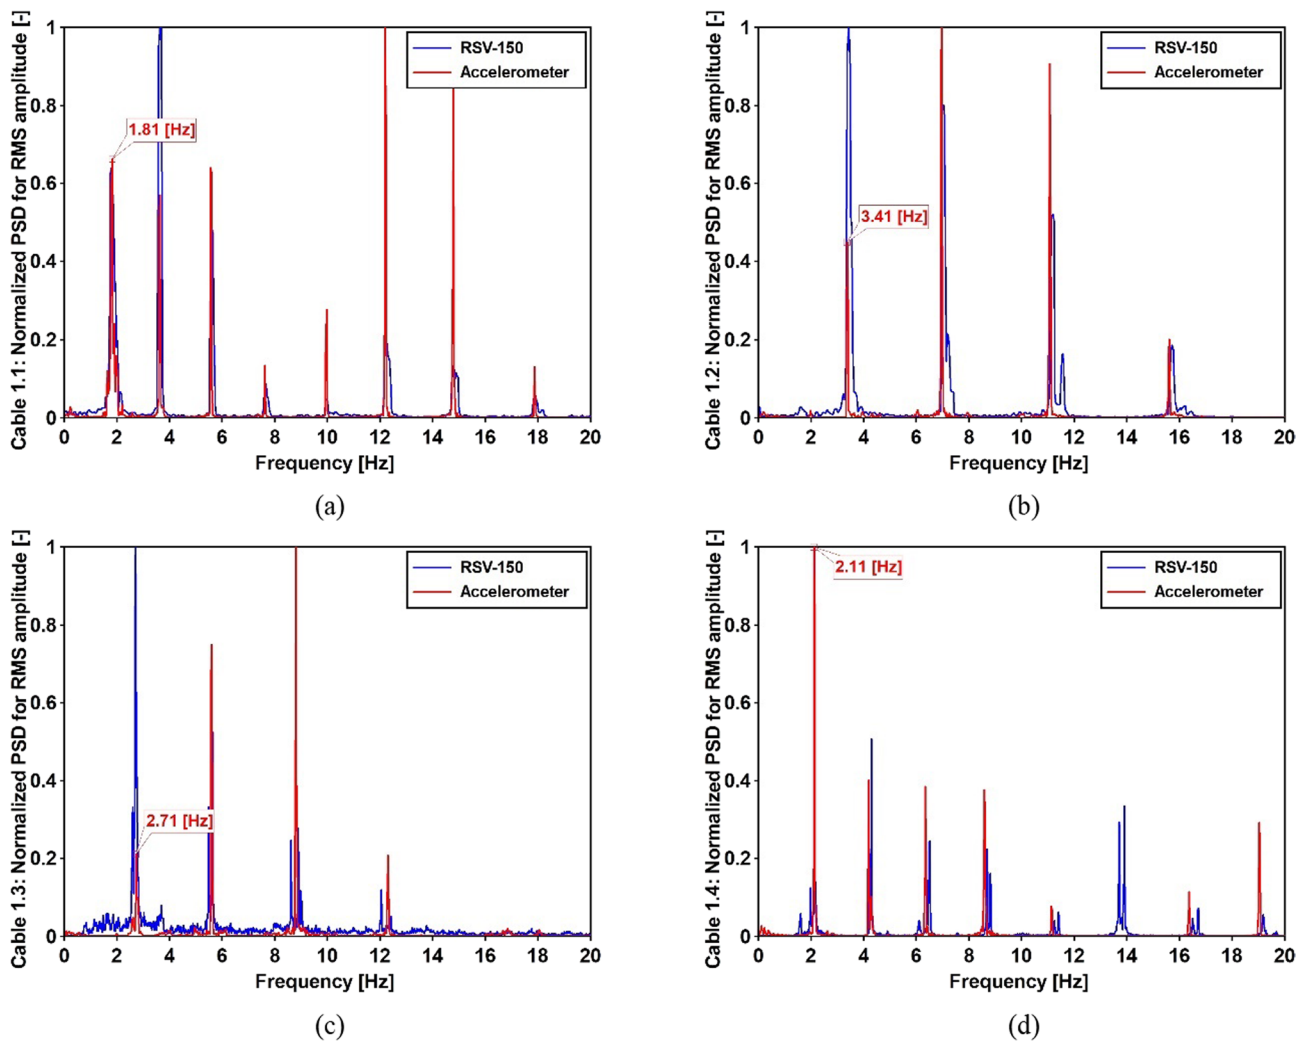 Cable 1.1: Normalized PSD for RMS amplitude [-]
1
0.8
0.6
0.4
0.2
0
RSV-150
Accelerometer
1.81 [Hz]
0 2 4 6 8 10 12 14 16 18 20
Frequency [Hz]
(a)
Cable 1.2: Normalized PSD for RMS amplitude [-]
1
0.8
0.6
0.4
0.2
0
RSV-150
Accelerometer
3.41 [Hz]
0 2 4 6 8 10 12 14 16 18 20
Frequency [Hz]
(b)
Cable 1.3: Normalized PSD for RMS amplitude [-]
1
0.8
0.6
0.4
0.2
0
RSV-150
Accelerometer
2.71 [Hz]
0 2 4 6 8 10 12 14 16 18 20
Frequency [Hz]
(c)
Cable 1.4: Normalized PSD for RMS amplitude [-]
1
0.8
0.6
0.4
0.2
0
RSV-150
Accelerometer
2.11 [Hz]
0 2 4 6 8 10 12 14 16 18 20
Frequency [Hz]
(d)